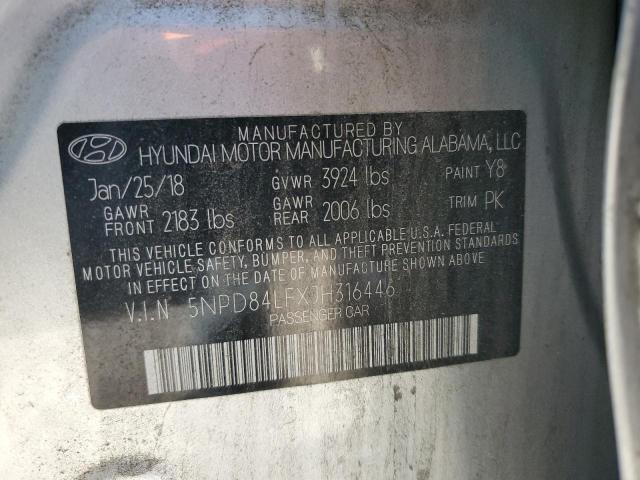 MANUFACTURED BY
HYUNDAI MOTOR MANUFACTURING ALABAMA, LLC
Jan/25/18 GVWR 3924 lbs PAINT Y8
GAWR FRONT 2183 lbs GAWR REAR 2006 lbs TRIM PK
THIS VEHICLE CONFORMS TO ALL APPLICABLE U.S.A. FEDERAL
MOTOR VEHICLE SAFETY, BUMPER, AND THEFT PREVENTION STANDARDS
IN EFFECT ON THE DATE OF MANUFACTURE SHOWN ABOVE.
V.I.N 5NPD84LFXJH316446
PASSENGER CAR